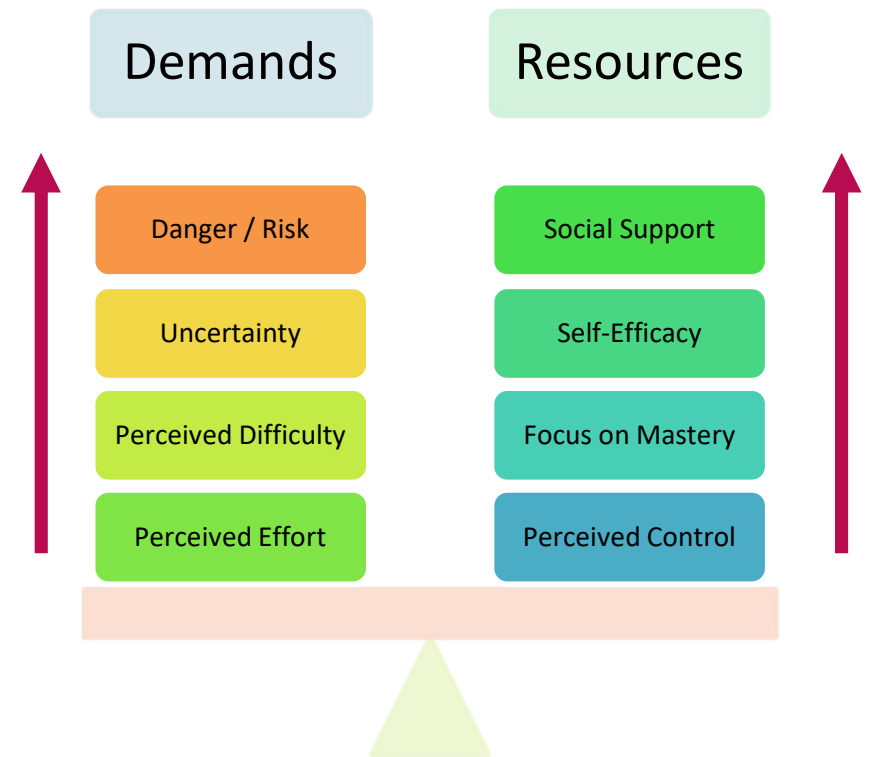 Demands
Resources
Danger / Risk
Social Support
Uncertainty
Self-Efficacy
Perceived Difficulty
Focus on Mastery
Perceived Effort
Perceived Control